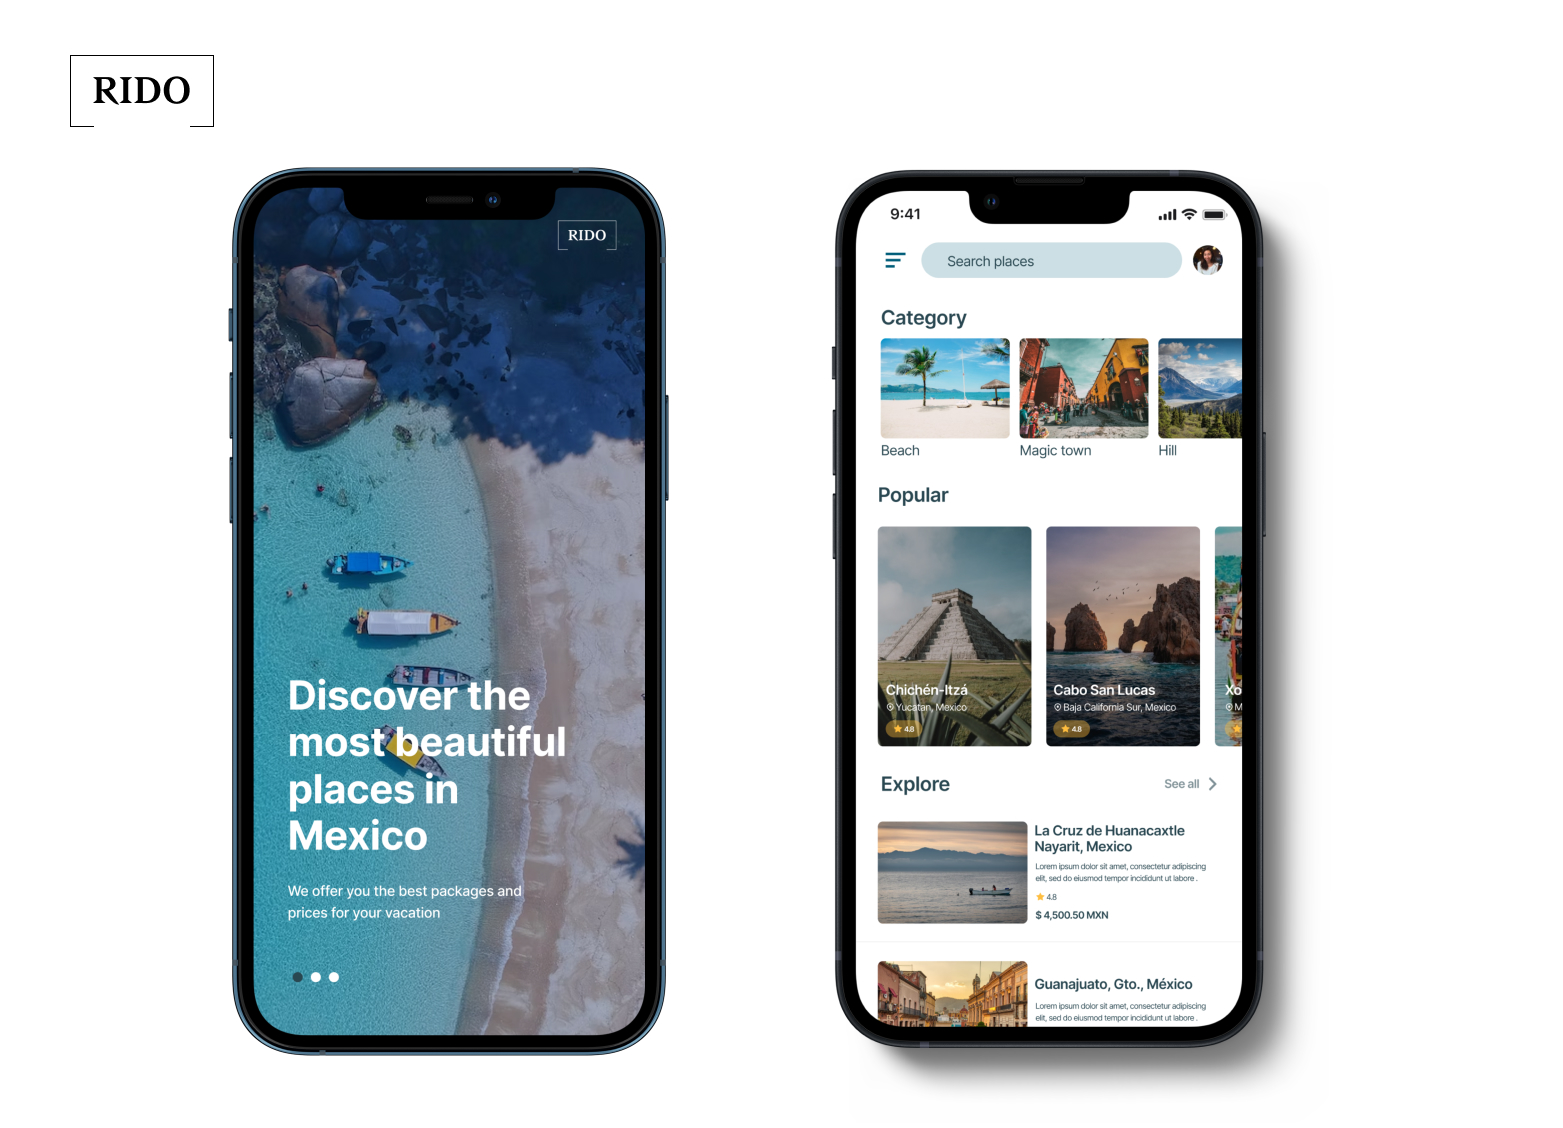 RIDO
RIDO
Discover the
most beautiful
places in
Mexico
We offer you the best packages and
prices for your vacation
9:41
Search places
Category
Beach
Magic town
Hill
Popular
Chichén-Itzá
Yucatan, Mexico
4.8
Cabo San Lucas
Baja California Sur, Mexico
4.8
Xo
M
Explore
See all
La Cruz de Huanacaxtle
Nayarit, Mexico
Lorem ipsum dolor sit amet, consectetur adipiscing
elit, sed do eiusmod tempor incididunt ut labore .
4.8
$ 4,500.50 MXN
Guanajuato, Gto., México
Lorem ipsum dolor sit amet, consectetur adipiscing
elit, sed do eiusmod tempor incididunt ut labore .